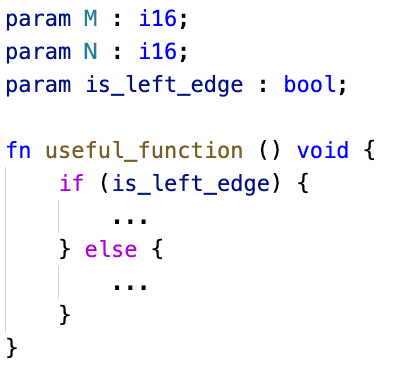 param M : i16;
param N : i16;
param is_left_edge : bool;

fn useful_function () void {
    if (is_left_edge) {
        ...
    } else {
        ...
    }
}